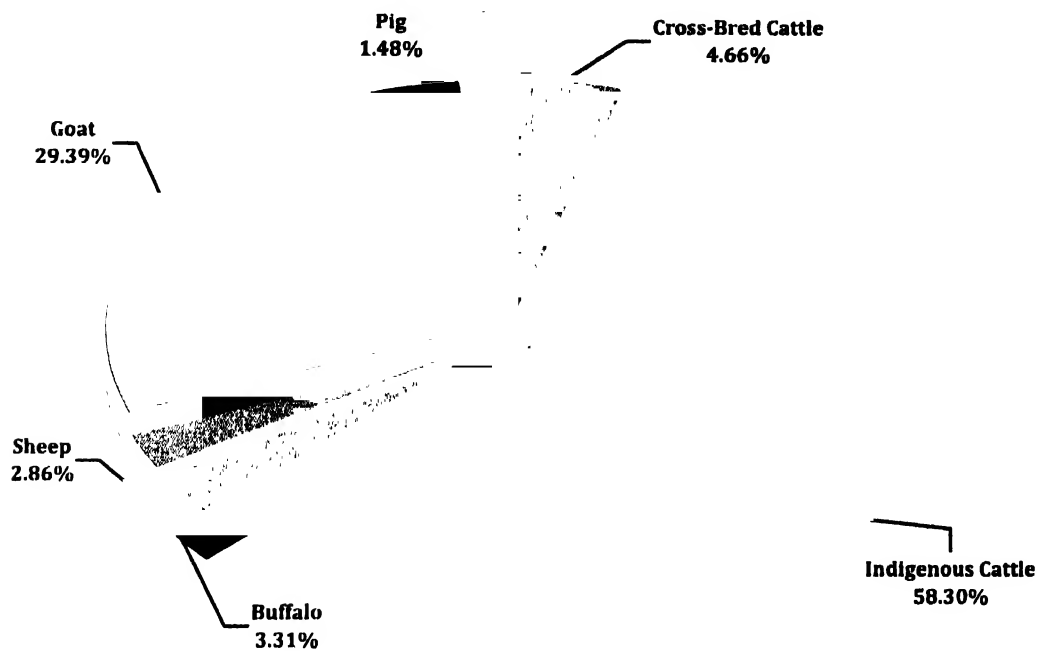 Pig
1.48%
Cross-Bred Cattle
4.66%
Goat
29.39%
Sheep
2.86%
Indigenous Cattle
58.30%
Buffalo
3.31%